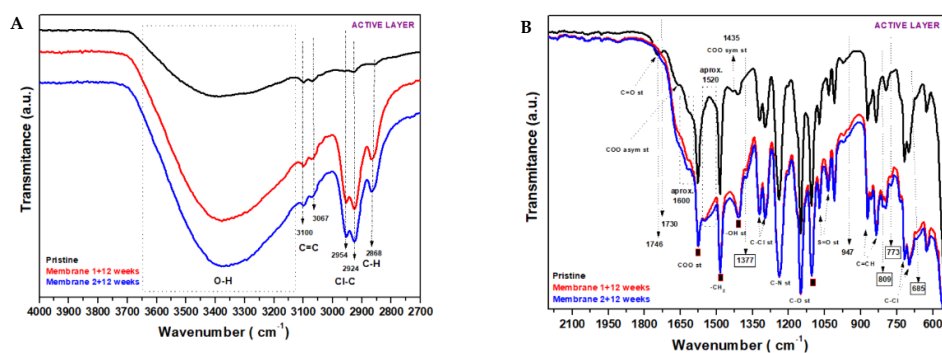 A
ACTIVE LAYER
Transmitance (a.u.)
3100
3067
C=C
2954
2924
2868
C-H
Cl-C
O-H
Pristine
Membrane 1+12 weeks
Membrane 2+12 weeks
4000 3900 3800 3700 3600 3500 3400 3300 3200 3100 3000 2900 2800 2700
Wavenumber ( cm⁻¹)
B
ACTIVE LAYER
Transmitance (a.u.)
1435
COO sym st
aprox.
1520
C=O st
COO asym st
aprox.
1600
1730
1746
COO st
-CH₂
-OH st
1377
C-Cl st
C-N st
C-O st
S=O st
947
C=CH
809
773
C-Cl
685
Pristine
Membrane 1+12 weeks
Membrane 2+12 weeks
2100 1950 1800 1650 1500 1350 1200 1050 900 750 600
Wavenumber ( cm⁻¹)